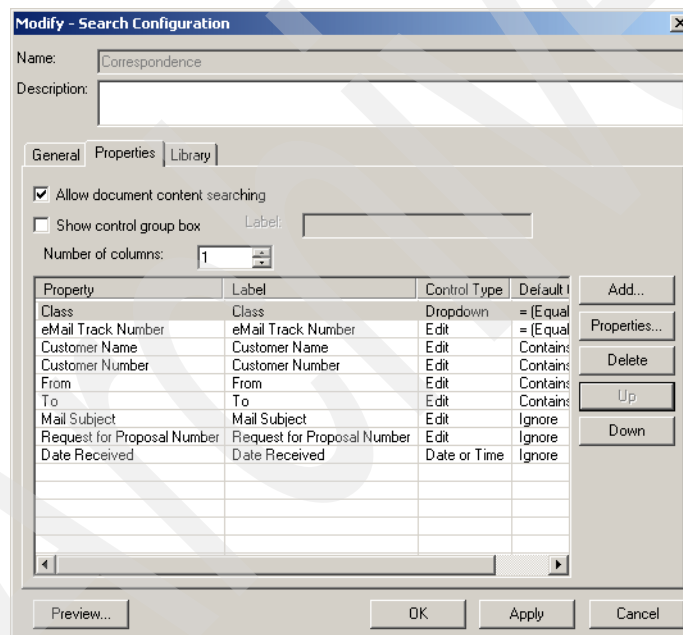 Modify - Search Configuration
Name: Correspondence
Description:
General Properties Library
Allow document content searching
Show control group box Label:
Number of columns: 1
Property Label Control Type Default
Class Class Dropdown = (Equal
eMail Track Number eMail Track Number Edit = (Equal
Customer Name Customer Name Edit Contains
Customer Number Customer Number Edit Contains
From From Edit Contains
To To Edit Contains
Mail Subject Mail Subject Edit Ignore
Request for Proposal Number Request for Proposal Number Edit Ignore
Date Received Date Received Date or Time Ignore
Add...
Properties...
Delete
Up
Down
Preview... OK Apply Cancel